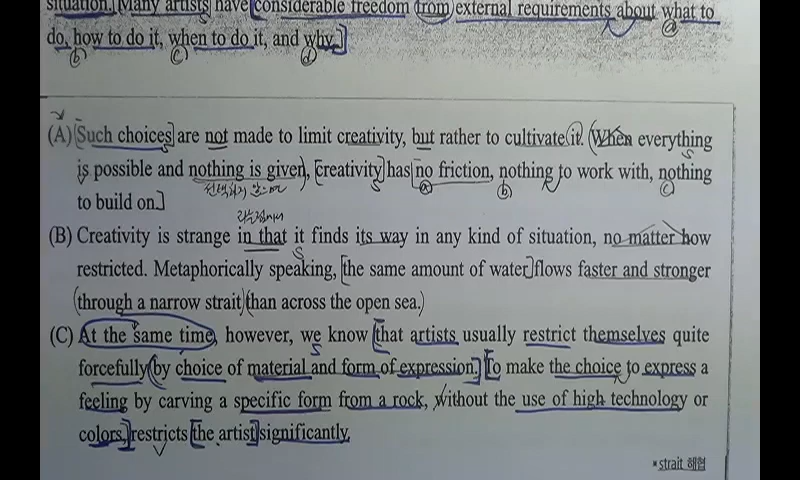 situation. Many artists have considerable freedom from external requirements about what to
ⓐ
do, how to do it, when to do it, and why.
ⓑ ⓒ ⓓ
(A) Such choices are not made to limit creativity, but rather to cultivate it. When everything
S S
is possible and nothing is given, creativity has no friction, nothing to work with, nothing
V S ⓐ ⓑ ⓒ
to build on.
(B) Creativity is strange in that it finds its way in any kind of situation, no matter how
S
restricted. Metaphorically speaking, the same amount of water flows faster and stronger
through a narrow strait than across the open sea.
(C) At the same time, however, we know that artists usually restrict themselves quite
S
forcefully by choice of material and form of expression. To make the choice to express a
feeling by carving a specific form from a rock, without the use of high technology or
colors, restricts the artist significantly.
V
*strait 해협